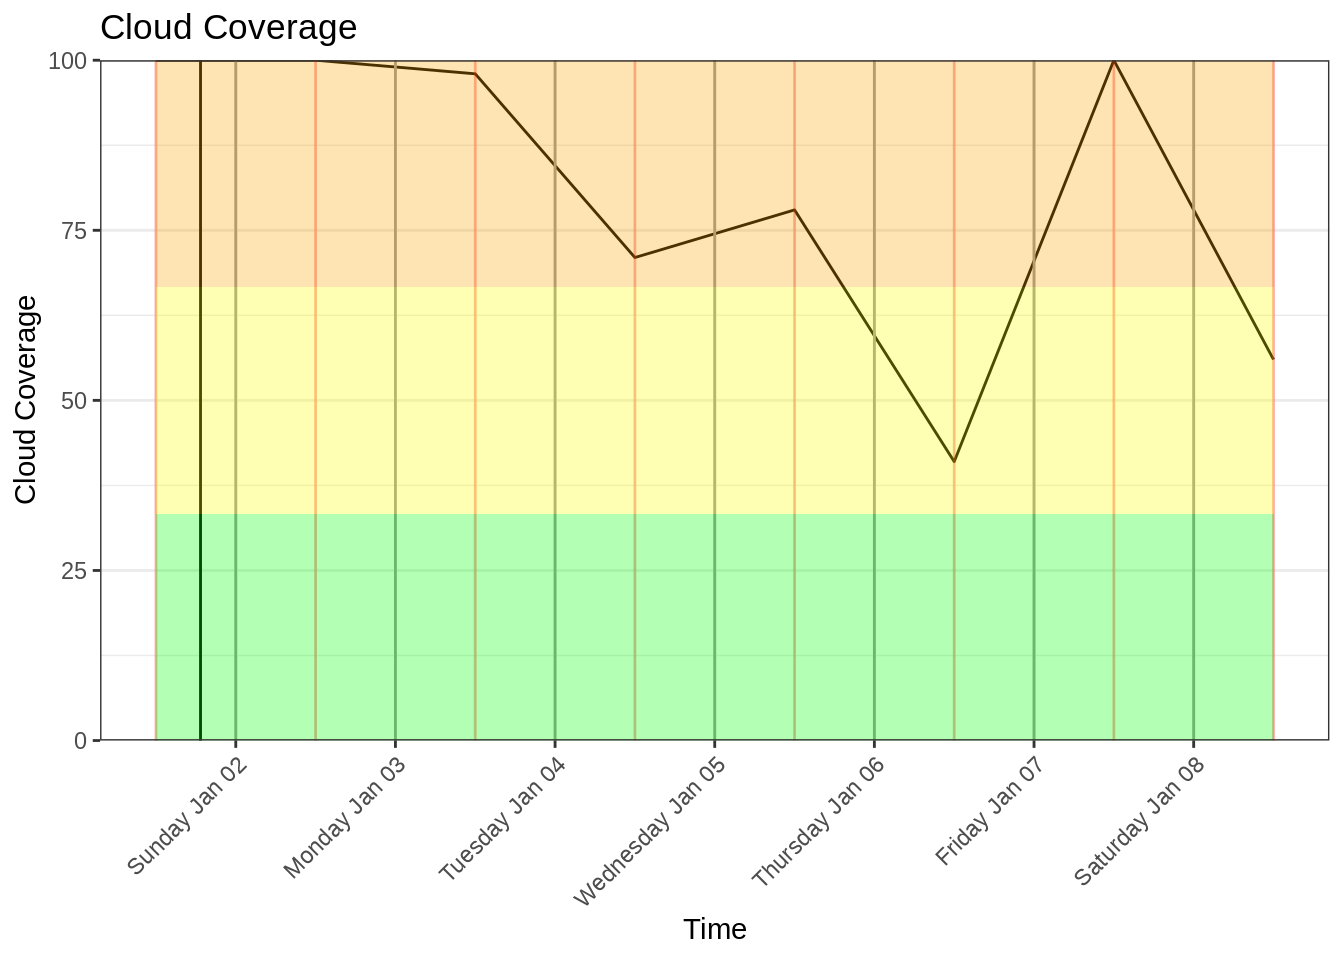 Cloud Coverage
100
75
50
25
0
Cloud Coverage
Sunday Jan 02
Monday Jan 03
Tuesday Jan 04
Wednesday Jan 05
Thursday Jan 06
Friday Jan 07
Saturday Jan 08
Time